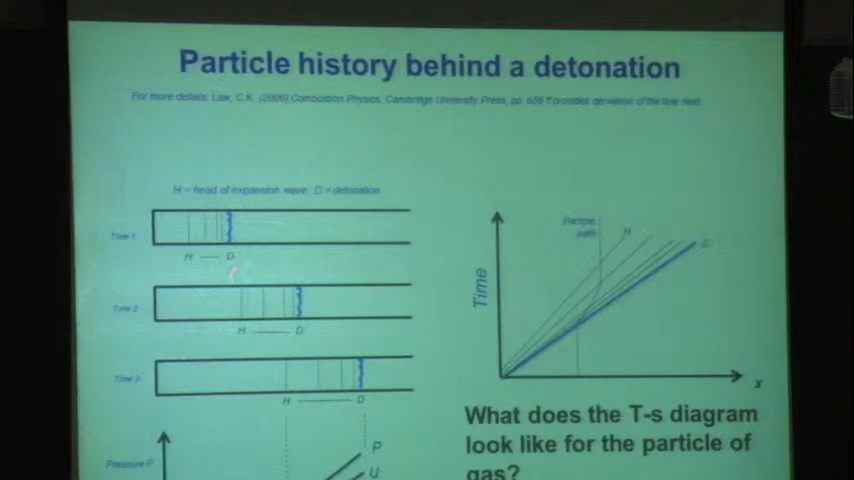 Particle history behind a detonation
For more details: Law, C.K. (2006) Combustion Physics, Cambridge University Press, pp. 656 ff provides derivation of the flow field
H = head of expansion wave, D = detonation
Time 1
H D
Time 2
H D
Time 3
H D
Pressure P
P
U
Particle
path
H
D
Time
x
What does the T-s diagram
look like for the particle of
gas?